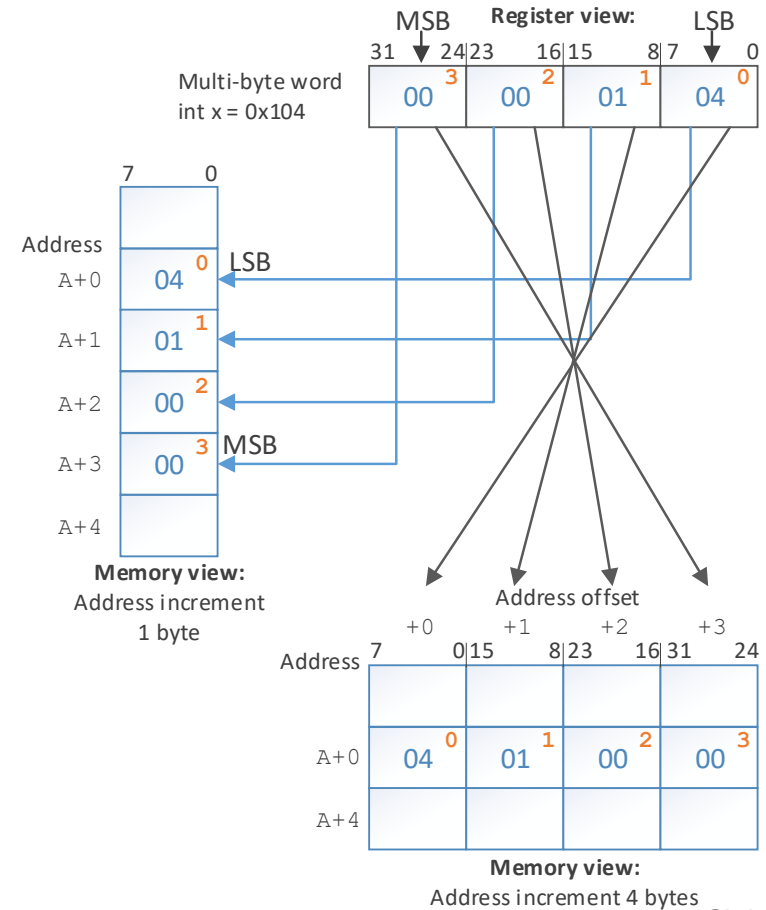 MSB Register view: LSB
31 24 23 16 15 8 7 0
Multi-byte word
int x = 0x104
00 3 00 2 01 1 04 0
7 0
Address
A+0 04 0 LSB
A+1 01 1
A+2 00 2
A+3 00 3 MSB
A+4
Memory view:
Address increment
1 byte
Address offset
+0 +1 +2 +3
Address 7 0 15 8 23 16 31 24
A+0 04 0 01 1 00 2 00 3
A+4
Memory view:
Address increment 4 bytes